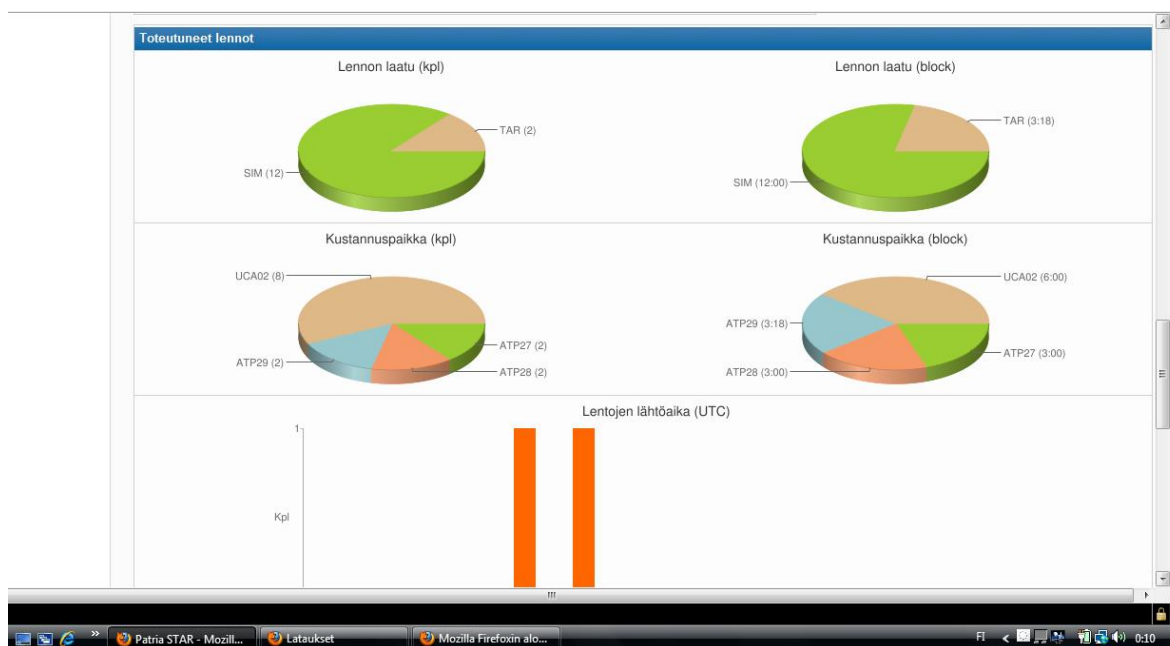 Toteutuneet lennot
Lennon laatu (kpl)
Lennon laatu (block)
TAR (2)
SIM (12)
TAR (3:18)
SIM (12:00)
Kustannuspaikka (kpl)
Kustannuspaikka (block)
UCA02 (8)
ATP27 (2)
ATP29 (2)
ATP28 (2)
UCA02 (6:00)
ATP29 (3:18)
ATP27 (3:00)
ATP28 (3:00)
Lentojen lähtöaika (UTC)
1
Kpl
Patria STAR - Mozill...
Lataukset
Mozilla Firefoxin alo...
FI
0:10